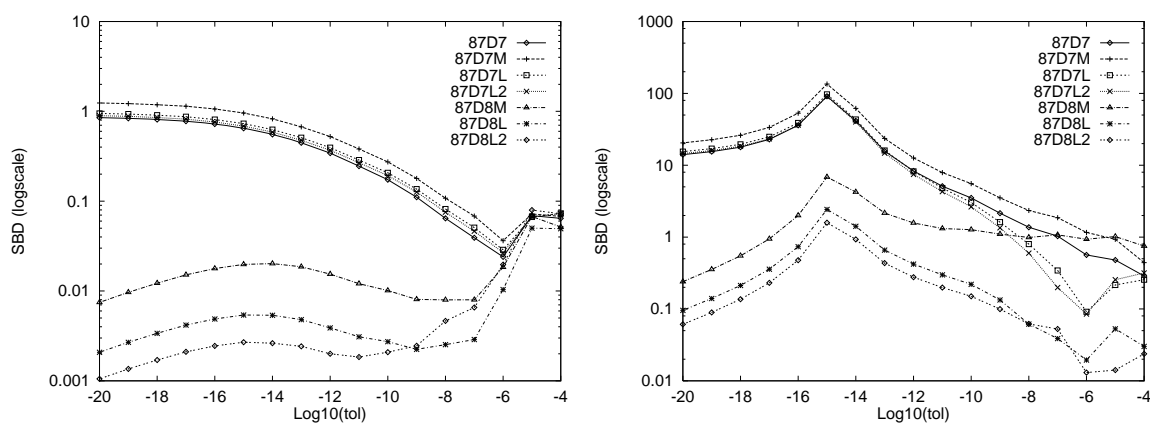 10
1
0.1
0.01
0.001
SBD (logscale)
-20 -18 -16 -14 -12 -10 -8 -6 -4
Log10(tol)
87D7
87D7M
87D7L
87D7L2
87D8M
87D8L
87D8L2
1000
100
10
1
0.1
0.01
SBD (logscale)
-20 -18 -16 -14 -12 -10 -8 -6 -4
Log10(tol)
87D7
87D7M
87D7L
87D7L2
87D8M
87D8L
87D8L2